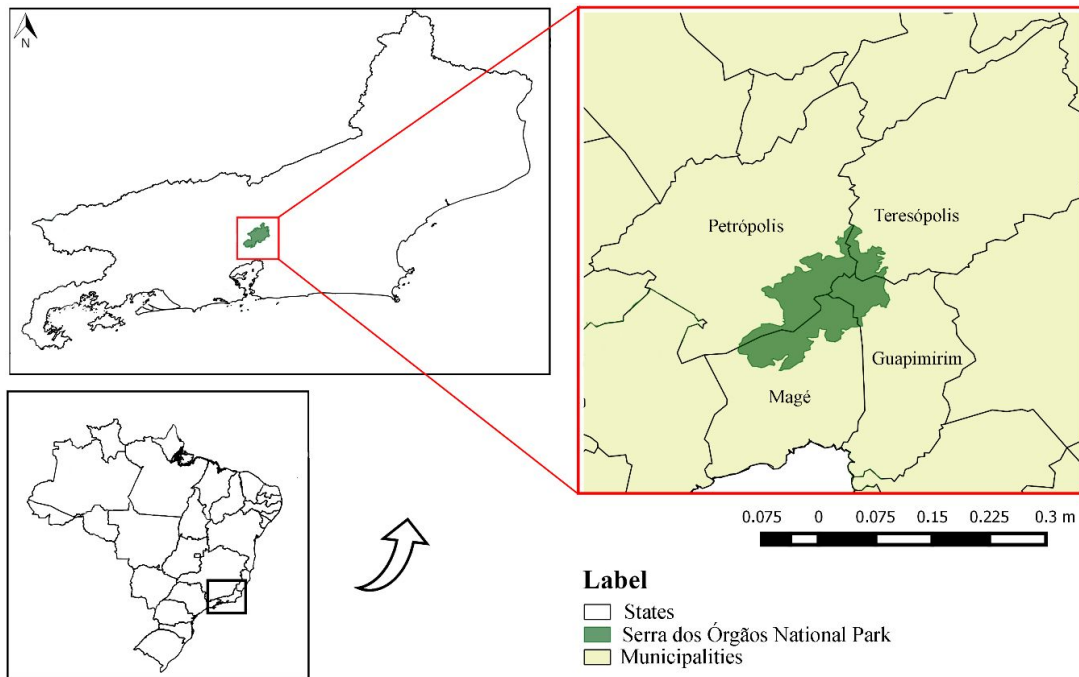 N
Petrópolis
Teresópolis
Guapimirim
Magé
0.075 0 0.075 0.15 0.225 0.3 m
Label
States
Serra dos Órgãos National Park
Municipalities